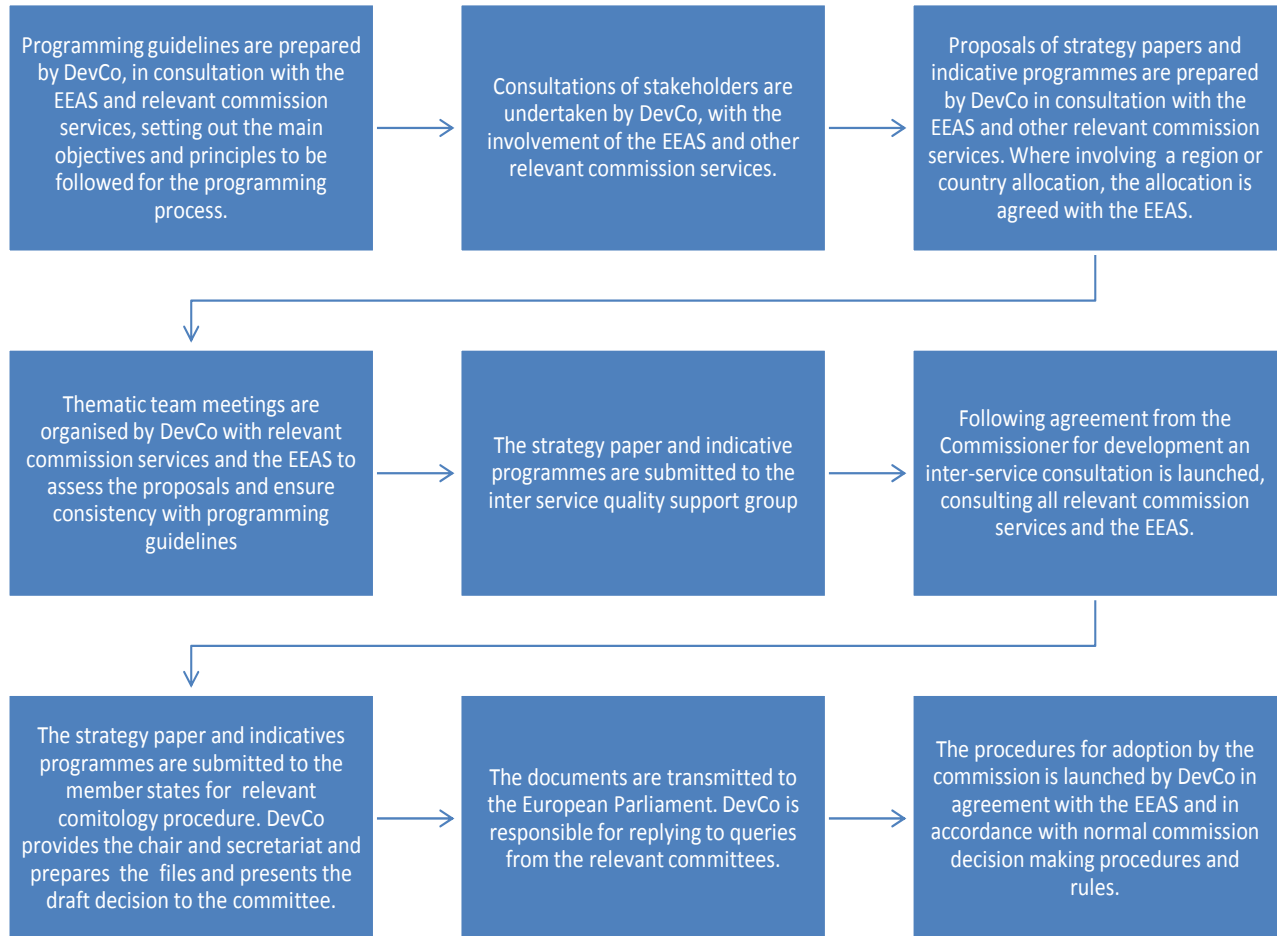 Programming guidelines are prepared
by DevCo, in consultation with the
EEAS and relevant commission
services, setting out the main
objectives and principles to be
followed for the programming
process.
Consultations of stakeholders are
undertaken by DevCo, with the
involvement of the EEAS and other
relevant commission services.
Proposals of strategy papers and
indicative programmes are prepared
by DevCo in consultation with the
EEAS and other relevant commission
services. Where involving a region or
country allocation, the allocation is
agreed with the EEAS.
Thematic team meetings are
organised by DevCo with relevant
commission services and the EEAS to
assess the proposals and ensure
consistency with programming
guidelines
The strategy paper and indicative
programmes are submitted to the
inter service quality support group
Following agreement from the
Commissioner for development an
inter-service consultation is launched,
consulting all relevant commission
services and the EEAS.
The strategy paper and indicatives
programmes are submitted to the
member states for relevant
comitology procedure. DevCo
provides the chair and secretariat and
prepares the files and presents the
draft decision to the committee.
The documents are transmitted to
the European Parliament. DevCo is
responsible for replying to queries
from the relevant committees.
The procedures for adoption by the
commission is launched by DevCo in
agreement with the EEAS and in
accordance with normal commission
decision making procedures and
rules.